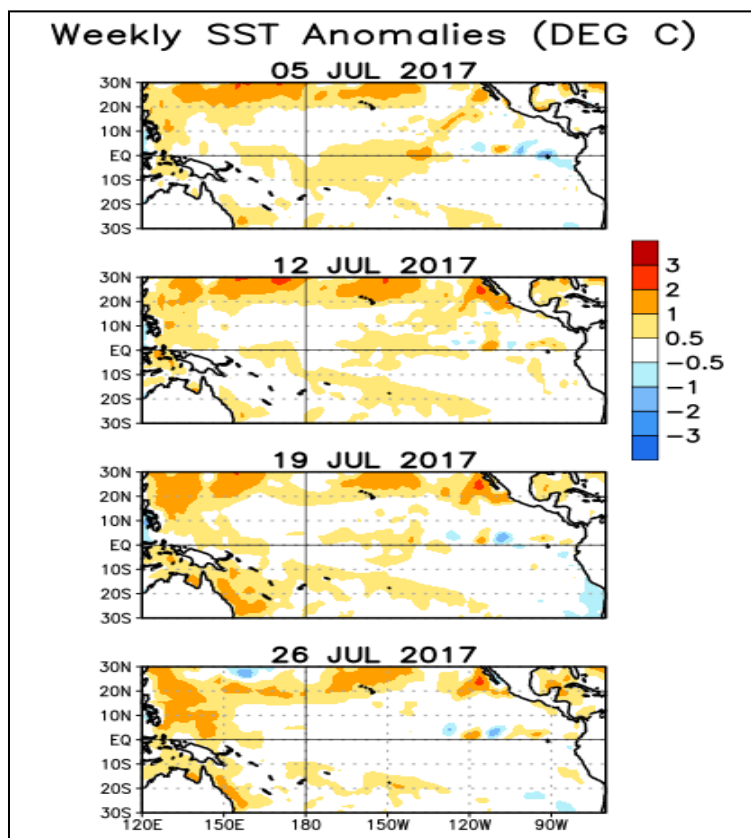 Weekly SST Anomalies (DEG C)
05 JUL 2017
30N
20N
10N
EQ
10S
20S
30S
12 JUL 2017
30N
20N
10N
EQ
10S
20S
30S
19 JUL 2017
30N
20N
10N
EQ
10S
20S
30S
26 JUL 2017
30N
20N
10N
EQ
10S
20S
30S
120E 150E 180 150W 120W 90W
3
2
1
0.5
-0.5
-1
-2
-3